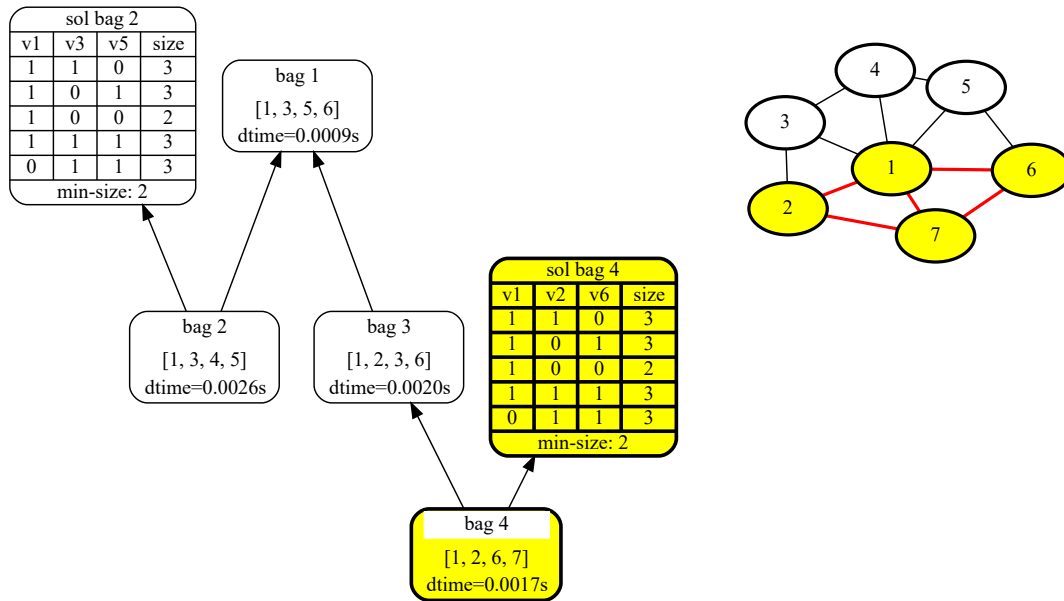 sol bag 2
v1 v3 v5 size
1 1 0 3
1 0 1 3
1 0 0 2
1 1 1 3
0 1 1 3
min-size: 2
bag 1
[1, 3, 5, 6]
dtime=0.0009s
bag 2
[1, 3, 4, 5]
dtime=0.0026s
bag 3
[1, 2, 3, 6]
dtime=0.0020s
sol bag 4
v1 v2 v6 size
1 1 0 3
1 0 1 3
1 0 0 2
1 1 1 3
0 1 1 3
min-size: 2
bag 4
[1, 2, 6, 7]
dtime=0.0017s
4
5
3
1
6
2
7